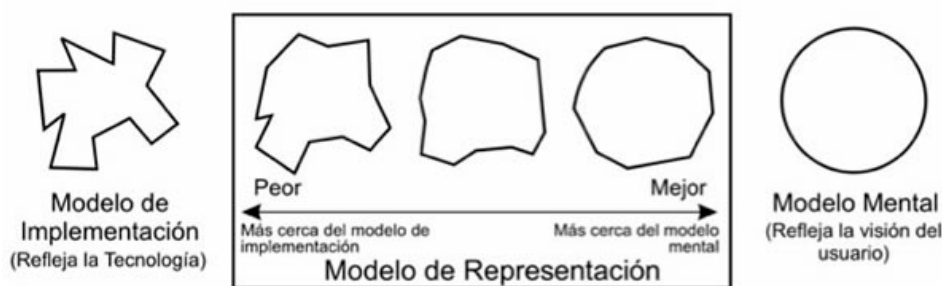 Modelo de
Implementación
(Refleja la Tecnología)
Peor
Mejor
Más cerca del modelo de
implementación
Más cerca del modelo
mental
Modelo de Representación
Modelo Mental
(Refleja la visión del
usuario)